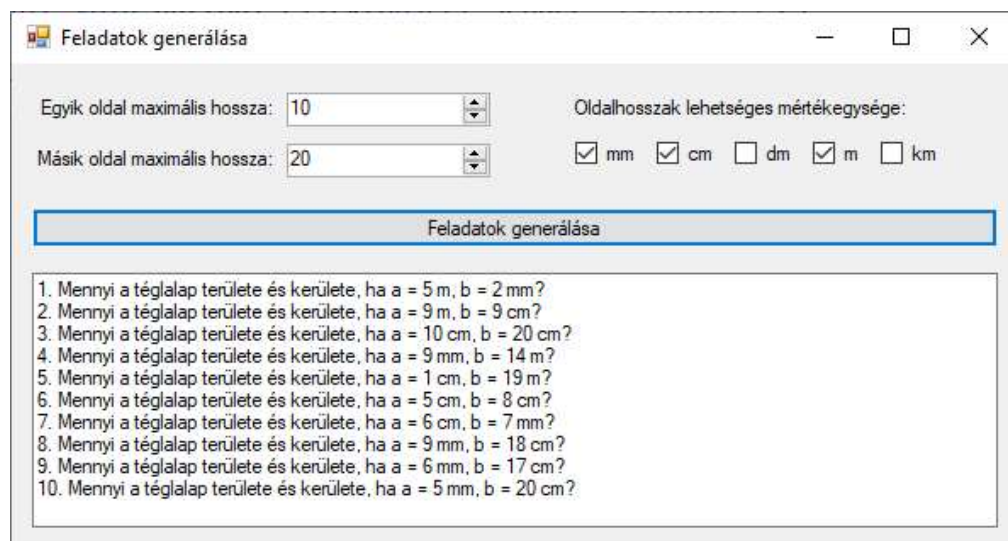 Feladatok generálása
Egyik oldal maximális hossza: 10
Oldalhosszak lehetséges mértékegysége:
Másik oldal maximális hossza: 20
mm cm dm m km
Feladatok generálása
1. Mennyi a téglalap területe és kerülete, ha a = 5 m, b = 2 mm?
2. Mennyi a téglalap területe és kerülete, ha a = 9 m, b = 9 cm?
3. Mennyi a téglalap területe és kerülete, ha a = 10 cm, b = 20 cm?
4. Mennyi a téglalap területe és kerülete, ha a = 9 mm, b = 14 m?
5. Mennyi a téglalap területe és kerülete, ha a = 1 cm, b = 19 m?
6. Mennyi a téglalap területe és kerülete, ha a = 5 cm, b = 8 cm?
7. Mennyi a téglalap területe és kerülete, ha a = 6 cm, b = 7 mm?
8. Mennyi a téglalap területe és kerülete, ha a = 9 mm, b = 18 cm?
9. Mennyi a téglalap területe és kerülete, ha a = 6 mm, b = 17 cm?
10. Mennyi a téglalap területe és kerülete, ha a = 5 mm, b = 20 cm?